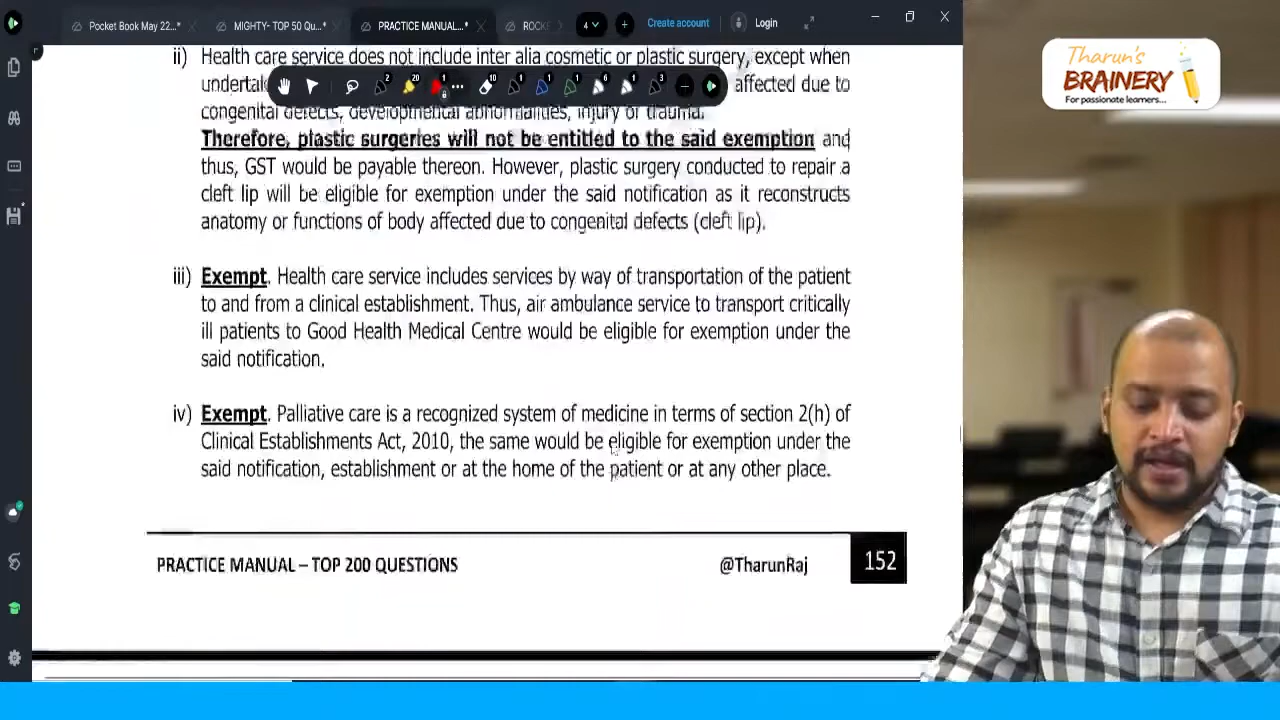 Pocket Book May 22...*
MIGHTY- TOP 50 Qu...*
PRACTICE MANUAL...*
ROCKE
4
Create account
Login
Tharun's
BRAINERY
For passionate learners...
ii) Health care service does not include inter alia cosmetic or plastic surgery, except when
undertak affected due to
congenital defects, developmental abnormalities, injury or trauma.
Therefore, plastic surgeries will not be entitled to the said exemption and
thus, GST would be payable thereon. However, plastic surgery conducted to repair a
cleft lip will be eligible for exemption under the said notification as it reconstructs
anatomy or functions of body affected due to congenital defects (cleft lip).
iii) Exempt. Health care service includes services by way of transportation of the patient
to and from a clinical establishment. Thus, air ambulance service to transport critically
ill patients to Good Health Medical Centre would be eligible for exemption under the
said notification.
iv) Exempt. Palliative care is a recognized system of medicine in terms of section 2(h) of
Clinical Establishments Act, 2010, the same would be eligible for exemption under the
said notification, establishment or at the home of the patient or at any other place.
PRACTICE MANUAL – TOP 200 QUESTIONS
@TharunRaj
152